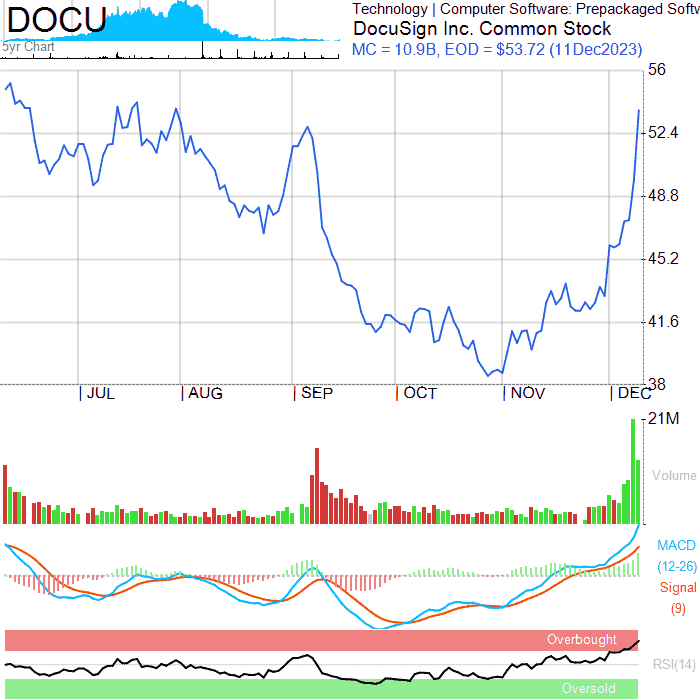 DOCU
Technology | Computer Software: Prepackaged Softw
DocuSign Inc. Common Stock
MC = 10.9B, EOD = $53.72 (11Dec2023)
5yr Chart
56
52.4
48.8
45.2
41.6
38
| JUL | AUG | SEP | OCT | NOV | DEC
21M
Volume
MACD
(12-26)
Signal
(9)
Overbought
RSI(14)
Oversold